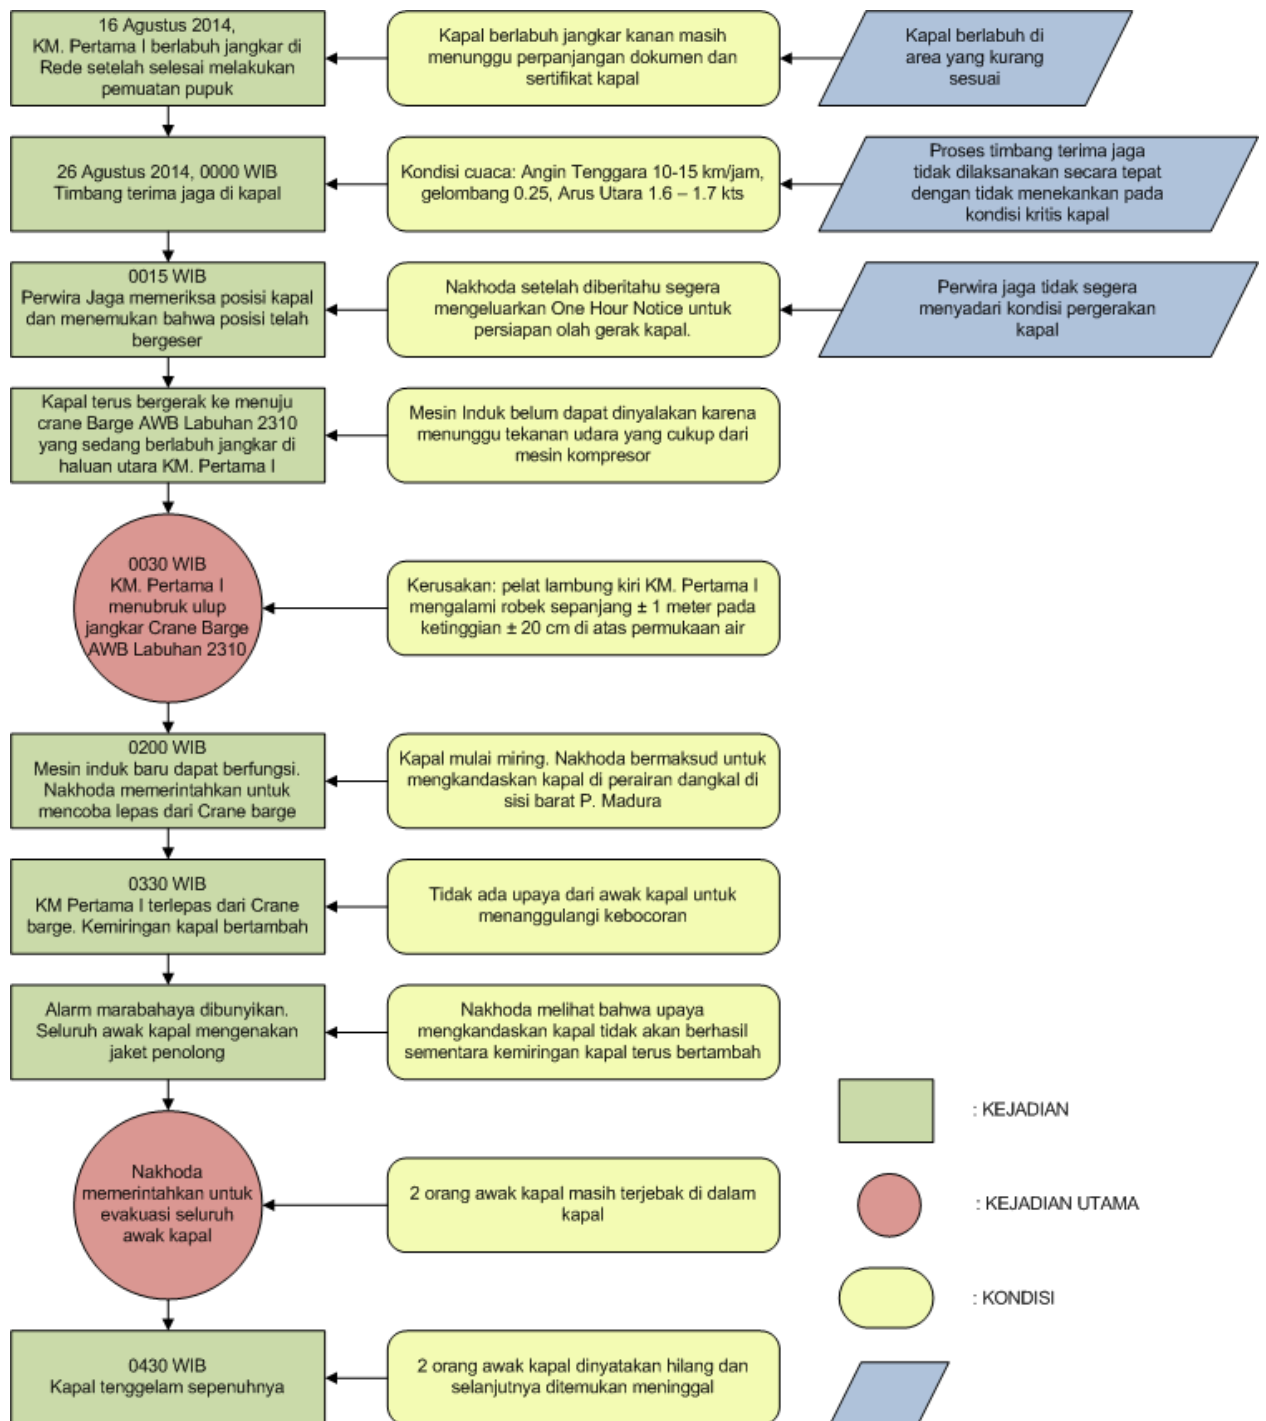 16 Agustus 2014,
KM. Pertama I berlabuh jangkar di
Rede setelah selesai melakukan
pemuatan pupuk
Kapal berlabuh jangkar kanan masih
menunggu perpanjangan dokumen dan
sertifikat kapal
Kapal berlabuh di
area yang kurang
sesuai
26 Agustus 2014, 0000 WIB
Timbang terima jaga di kapal
Kondisi cuaca: Angin Tenggara 10-15 km/jam,
gelombang 0.25, Arus Utara 1.6 – 1.7 kts
Proses timbang terima jaga
tidak dilaksanakan secara tepat
dengan tidak menekankan pada
kondisi kritis kapal
0015 WIB
Perwira Jaga memeriksa posisi kapal
dan menemukan bahwa posisi telah
bergeser
Nakhoda setelah diberitahu segera
mengeluarkan One Hour Notice untuk
persiapan olah gerak kapal.
Perwira jaga tidak segera
menyadari kondisi pergerakan
kapal
Kapal terus bergerak ke menuju
crane Barge AWB Labuhan 2310
yang sedang berlabuh jangkar di
haluan utara KM. Pertama I
Mesin Induk belum dapat dinyalakan karena
menunggu tekanan udara yang cukup dari
mesin kompresor
0030 WIB
KM. Pertama I
menubruk ulup
jangkar Crane Barge
AWB Labuhan 2310
Kerusakan: pelat lambung kiri KM. Pertama I
mengalami robek sepanjang ± 1 meter pada
ketinggian ± 20 cm di atas permukaan air
0200 WIB
Mesin induk baru dapat berfungsi.
Nakhoda memerintahkan untuk
mencoba lepas dari Crane barge
Kapal mulai miring. Nakhoda bermaksud untuk
mengkandaskan kapal di perairan dangkal di
sisi barat P. Madura
0330 WIB
KM Pertama I terlepas dari Crane
barge. Kemiringan kapal bertambah
Tidak ada upaya dari awak kapal untuk
menanggulangi kebocoran
Alarm marabahaya dibunyikan.
Seluruh awak kapal mengenakan
jaket penolong
Nakhoda melihat bahwa upaya
mengkandaskan kapal tidak akan berhasil
sementara kemiringan kapal terus bertambah
: KEJADIAN
Nakhoda
memerintahkan untuk
evakuasi seluruh
awak kapal
2 orang awak kapal masih terjebak di dalam
kapal
: KEJADIAN UTAMA
: KONDISI
0430 WIB
Kapal tenggelam sepenuhnya
2 orang awak kapal dinyatakan hilang dan
selanjutnya ditemukan meninggal